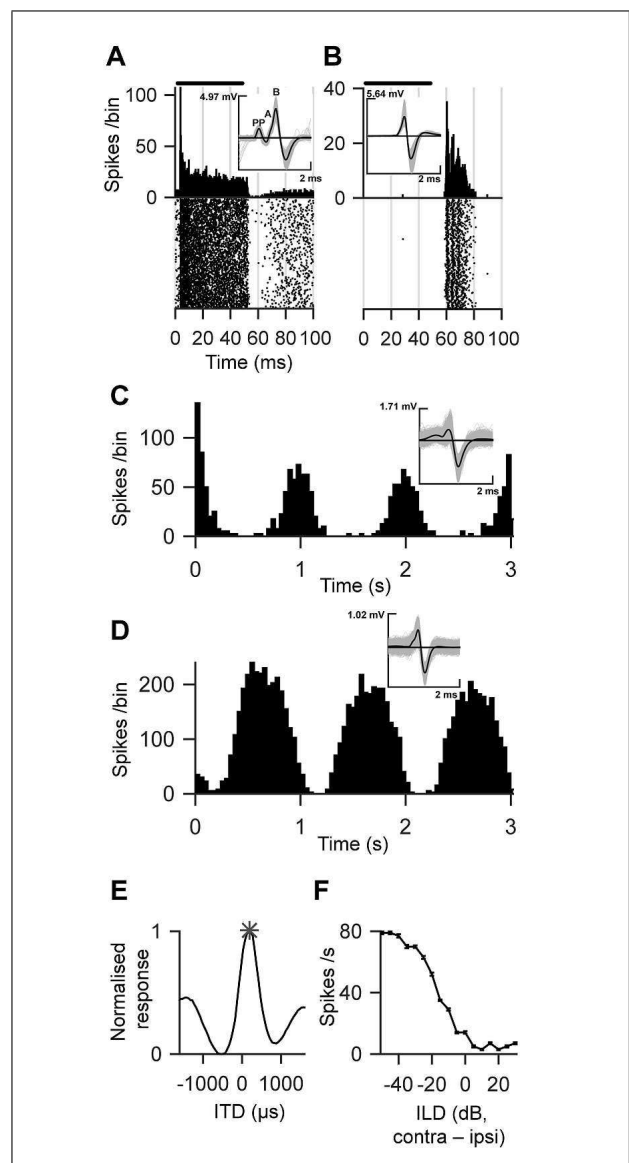 A
B
Spikes /bin
100
50
0
4.97 mV
PP
A
B
2 ms
40
20
0
5.64 mV
2 ms
0 20 40 60 80 100
0 20 40 60 80 100
Time (ms)
C
Spikes /bin
100
50
0
1.71 mV
2 ms
0 1 2 3
Time (s)
D
Spikes /bin
200
100
0
1.02 mV
2 ms
0 1 2 3
Time (s)
E
Normalised
response
1
0
-1000 0 1000
ITD (µs)
F
Spikes /s
80
40
0
-40 -20 0 20
ILD (dB,
contra – ipsi)